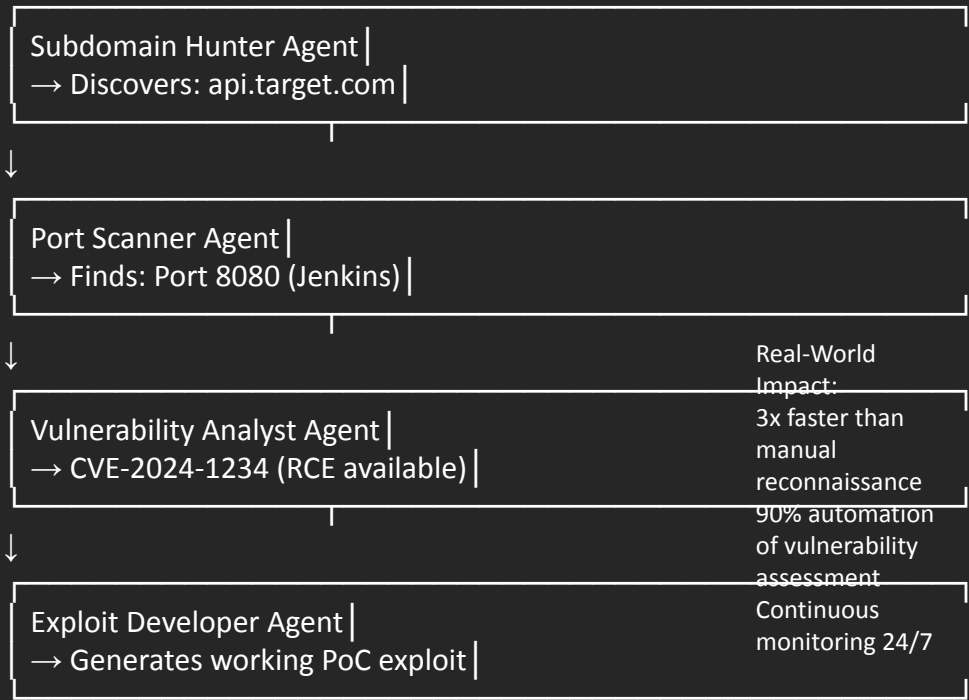 Subdomain Hunter Agent│
→ Discovers: api.target.com│
↓
Port Scanner Agent│
→ Finds: Port 8080 (Jenkins)│
↓
Vulnerability Analyst Agent│
→ CVE-2024-1234 (RCE available)│
↓
Exploit Developer Agent│
→ Generates working PoC exploit│
Real-World
Impact:
3x faster than
manual
reconnaissance
90% automation
of vulnerability
assessment
Continuous
monitoring 24/7